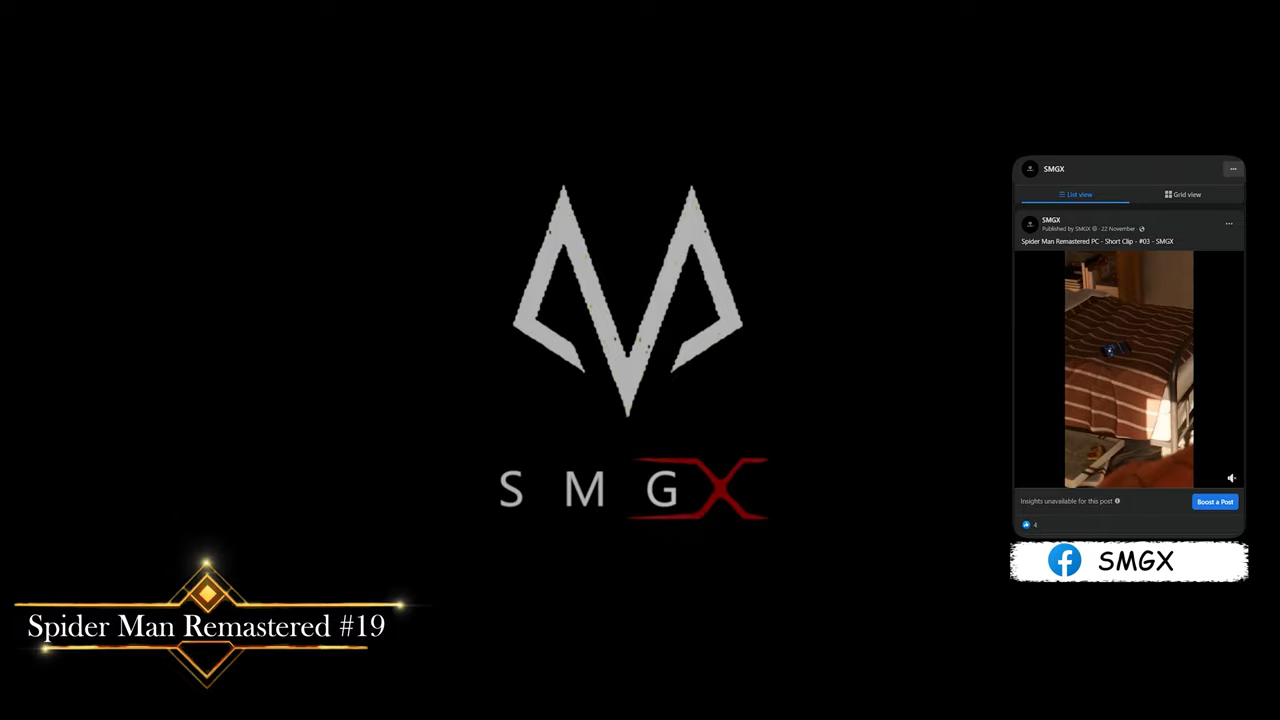 S M G X
Spider Man Remastered #19
SMGX
List view
Grid view
SMGX
Published by SMGX · 22 November ·
Spider Man Remastered PC - Short Clip - #03 - SMGX
Insights unavailable for this post
Boost a Post
4
SMGX